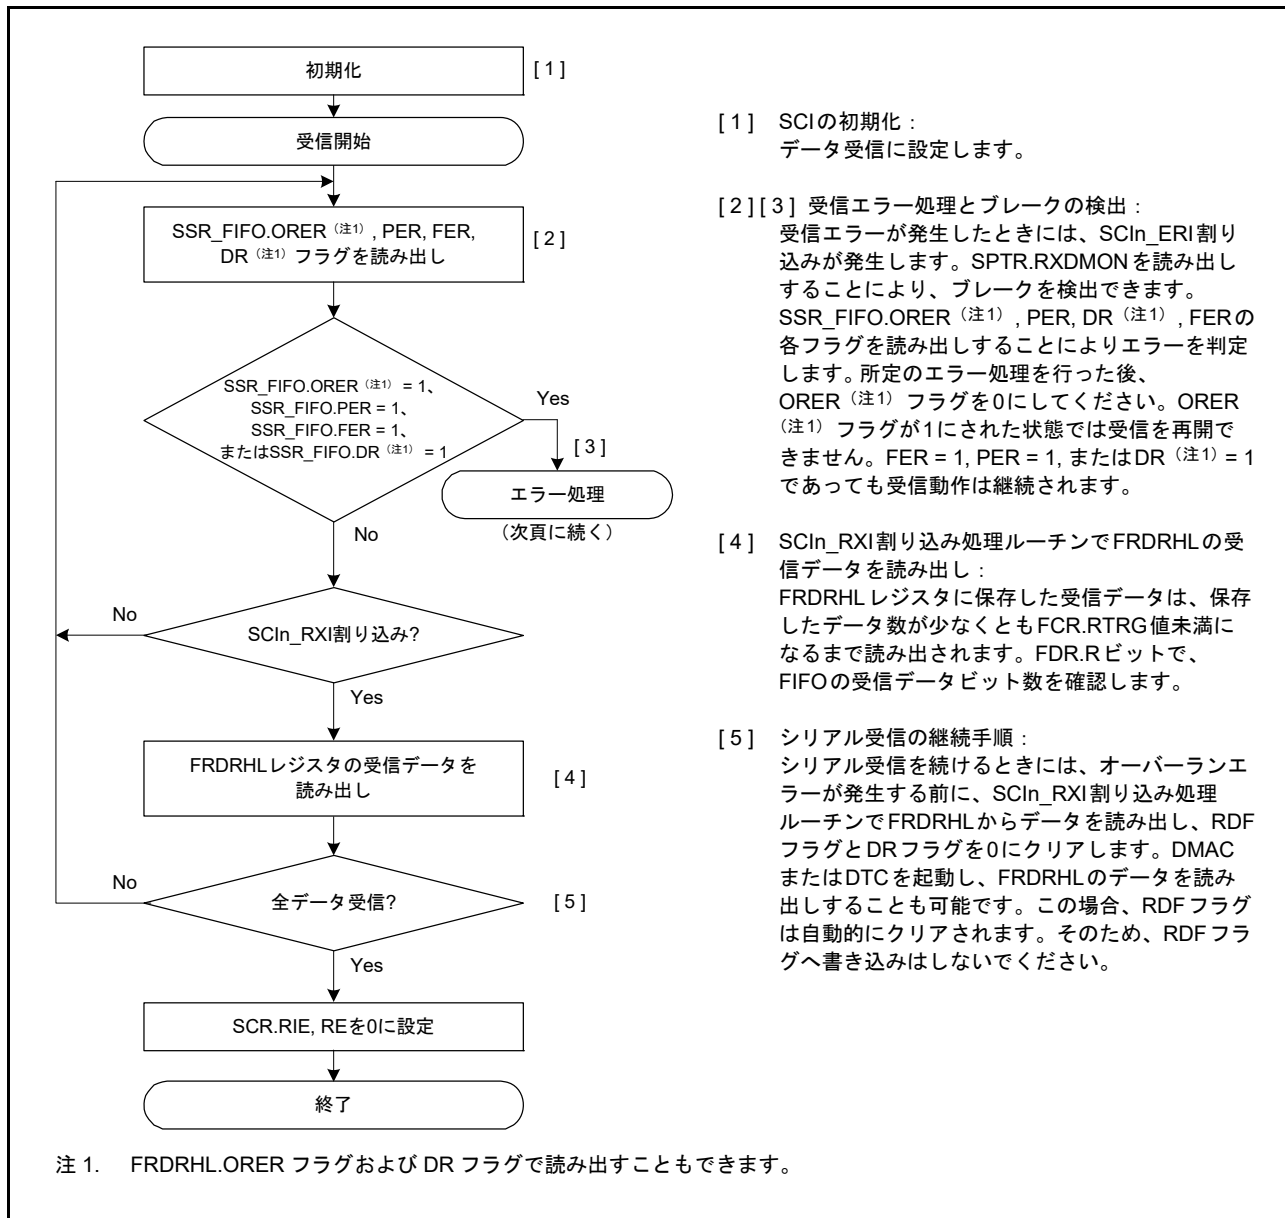 初期化
[ 1 ]
受信開始
SSR_FIFO.ORER（注1）, PER, FER,
DR（注1）フラグを読み出し
[ 2 ]
SSR_FIFO.ORER（注1） = 1、
SSR_FIFO.PER = 1、
SSR_FIFO.FER = 1、
またはSSR_FIFO.DR（注1） = 1
Yes
[ 3 ]
エラー処理
（次頁に続く）
No
SCIn_RXI割り込み?
No
Yes
FRDRHLレジスタの受信データを
読み出し
[ 4 ]
全データ受信?
No
[ 5 ]
Yes
SCR.RIE, REを0に設定
終了
[ 1 ] SCIの初期化：
データ受信に設定します。
[ 2 ][ 3 ] 受信エラー処理とブレークの検出：
受信エラーが発生したときには、SCIn_ERI割り
込みが発生します。SPTR.RXDMONを読み出し
することにより、ブレークを検出できます。
SSR_FIFO.ORER（注1）, PER, DR（注1）, FERの
各フラグを読み出しすることによりエラーを判定
します。所定のエラー処理を行った後、
ORER（注1）フラグを0にしてください。ORER
（注1）フラグが1にされた状態では受信を再開で
きません。FER = 1, PER = 1, またはDR（注1）= 1
であっても受信動作は継続されます。
[ 4 ] SCIn_RXI割り込み処理ルーチンでFRDRHLの受
信データを読み出し：
FRDRHLレジスタに保存した受信データは、保存
したデータ数が少なくともFCR.RTRG値未満に
なるまで読み出されます。FDR.Rビットで、
FIFOの受信データビット数を確認します。
[ 5 ] シリアル受信の継続手順：
シリアル受信を続けるときには、オーバーランエ
ラーが発生する前に、SCIn_RXI割り込み処理
ルーチンでFRDRHLからデータを読み出し、RDF
フラグとDRフラグを0にクリアします。DMAC
またはDTCを起動し、FRDRHLのデータを読み
出しすることも可能です。この場合、RDFフラグ
は自動的にクリアされます。そのため、RDFフラ
グへ書き込みはしないでください。
注 1. FRDRHL.ORER フラグおよび DR フラグで読み出すこともできます。